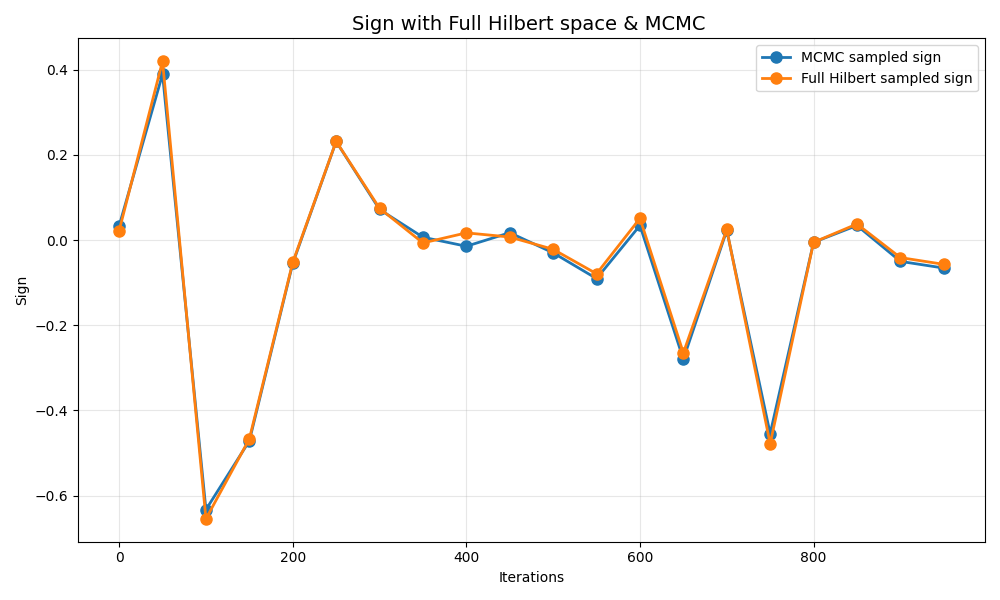 Sign with Full Hilbert space & MCMC
MCMC sampled sign
Full Hilbert sampled sign
Sign
0.4
0.2
0.0
−0.2
−0.4
−0.6
0 200 400 600 800
Iterations